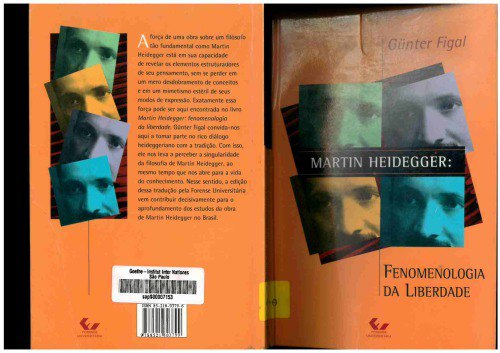 A força de uma obra sobre um filósofo
tão fundamental como Martin
Heidegger está em sua capacidade
de revelar os elementos estruturadores
de seu pensamento, sem se perder em
um mero desdobramento de conceitos
e em um mimetismo estéril de seus
modos de expressão. Exatamente essa
força pode ser aqui encontrada no livro
Martin Heidegger: fenomenologia
da liberdade. Günter Figal convida-nos
aqui a tomar parte no rico diálogo
heideggeriano com a tradição. Com isso,
ele nos leva a perceber a singularidade
da filosofia de Martin Heidegger, ao
mesmo tempo que nos abre para a vida
do conhecimento. Nesse sentido, a edição
dessa tradução pela Forense Universitária
vem contribuir decisivamente para o
aprofundamento dos estudos da obra
de Martin Heidegger no Brasil.
Goethe - Institut Inter Nationes
São Paulo
sap500007153
FORENSE
UNIVERSITÁRIA
Günter Figal
MARTIN HEIDEGGER:
FENOMENOLOGIA
DA LIBERDADE
FORENSE
UNIVERSITÁRIA